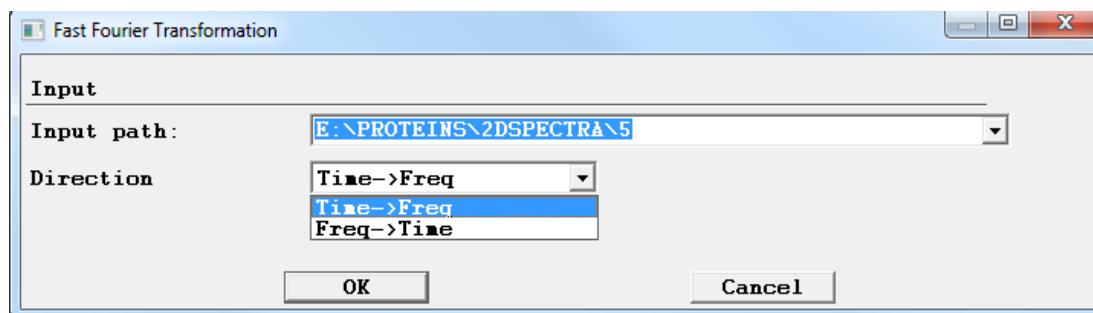 Fast Fourier Transformation
Input
Input path: E:\PROTEINS\2DSPECTRA\5
Direction Time->Freq
Time->Freq
Freq->Time
OK Cancel